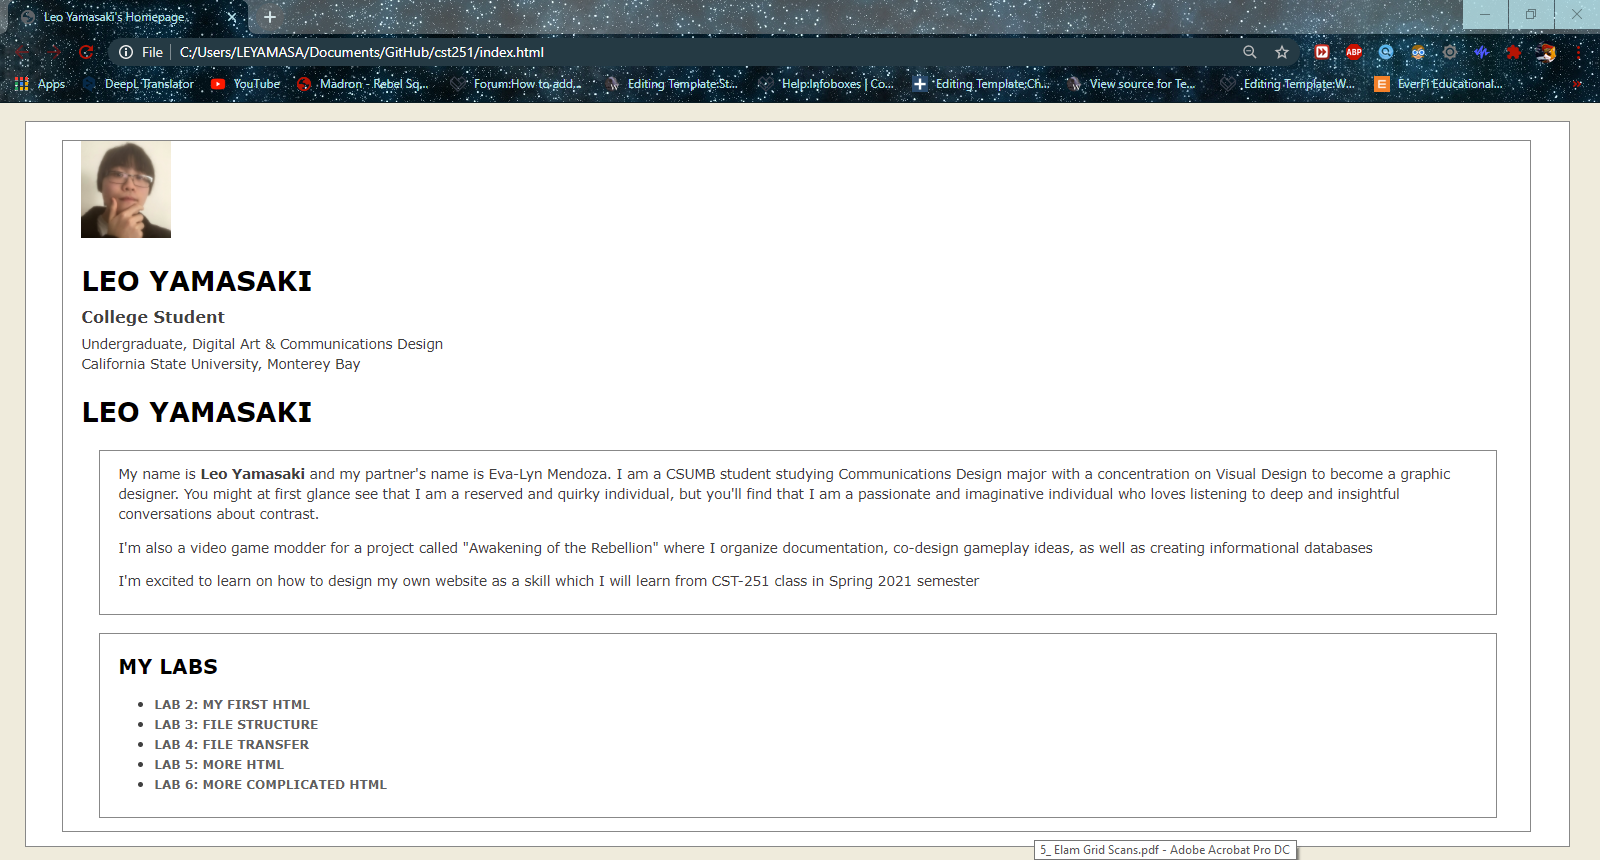 Leo Yamasaki's Homepage
File C:/Users/LEYAMASA/Documents/GitHub/cst251/index.html
ABP
Apps DeepL Translator YouTube Madron - Rebel Sq... Forum:How to add... Editing Template:St... Help:Infoboxes | Co... Editing Template:Ch... View source for Te... Editing Template:W... E EverFi Educational...
LEO YAMASAKI
College Student
Undergraduate, Digital Art & Communications Design
California State University, Monterey Bay
LEO YAMASAKI
My name is Leo Yamasaki and my partner's name is Eva-Lyn Mendoza. I am a CSUMB student studying Communications Design major with a concentration on Visual Design to become a graphic
designer. You might at first glance see that I am a reserved and quirky individual, but you'll find that I am a passionate and imaginative individual who loves listening to deep and insightful
conversations about contrast.
I'm also a video game modder for a project called "Awakening of the Rebellion" where I organize documentation, co-design gameplay ideas, as well as creating informational databases
I'm excited to learn on how to design my own website as a skill which I will learn from CST-251 class in Spring 2021 semester
MY LABS
LAB 2: MY FIRST HTML
LAB 3: FILE STRUCTURE
LAB 4: FILE TRANSFER
LAB 5: MORE HTML
LAB 6: MORE COMPLICATED HTML
5_ Elam Grid Scans.pdf - Adobe Acrobat Pro DC